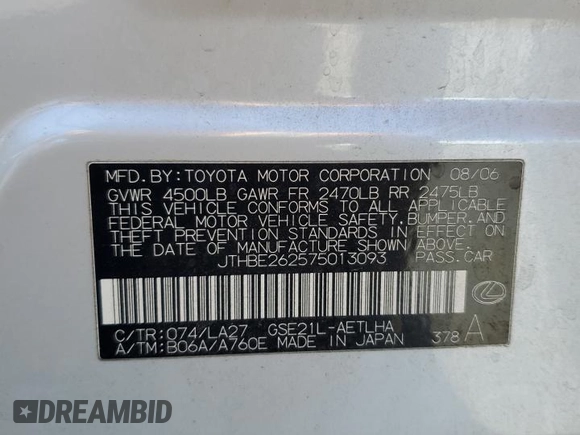 MFD.BY:TOYOTA MOTOR CORPORATION 08/06
GVWR 4500LB GAWR FR 2470LB RR 2475LB
THIS VEHICLE CONFORMS TO ALL APPLICABLE
FEDERAL MOTOR VEHICLE SAFETY,BUMPER,AND
THEFT PREVENTION STANDARDS IN EFFECT ON
THE DATE OF MANUFACTURE SHOWN ABOVE.
JTHBE262575013093 PASS.CAR
C/TR:074/LA27 GSE21L-AETLHA
A/TM:B06A/A760E MADE IN JAPAN 378 A
DREAMBID